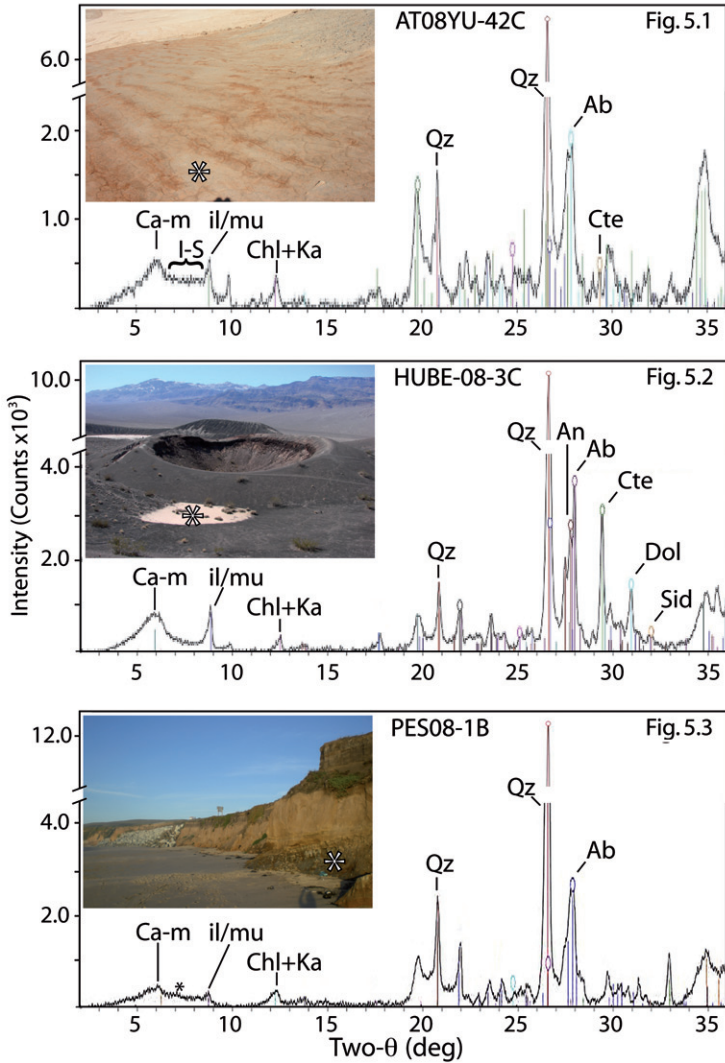 AT08YU-42C Fig. 5.1
6.0
2.0
1.0
Qz
Qz
Ab
Ca-m
I-S
il/mu
Chl+Ka
Cte
5 10 15 20 25 30 35
HUBE-08-3C Fig. 5.2
10.0
4.0
2.0
Qz
An
Ab
Cte
Qz
Dol
Sid
Ca-m
il/mu
Chl+Ka
5 10 15 20 25 30 35
PES08-1B Fig. 5.3
12.0
4.0
2.0
Qz
Qz
Ab
Ca-m
*
il/mu
Chl+Ka
5 10 15 20 25 30 35
Intensity (Counts x10³)
Two-θ (deg)